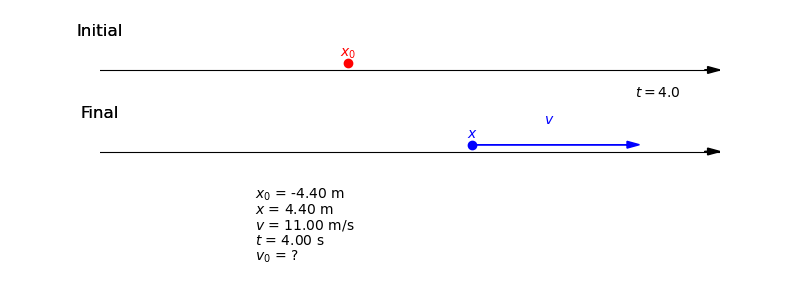 Initial
x₀
t = 4.0
Final
v
x
x₀ = -4.40 m
x = 4.40 m
v = 11.00 m/s
t = 4.00 s
v₀ = ?